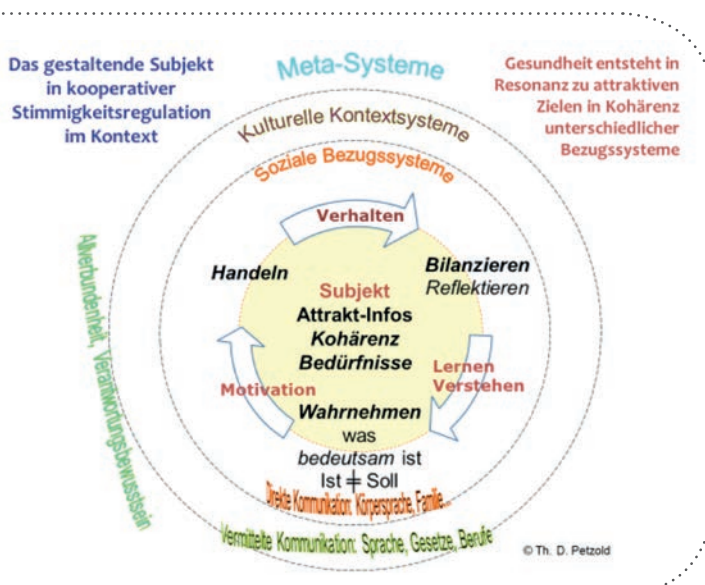 Das gestaltende Subjekt
in kooperativer
Stimmigkeitsregulation
im Kontext
Meta-Systeme
Gesundheit entsteht in
Resonanz zu attraktiven
Zielen in Kohärenz
unterschiedlicher
Bezugssysteme
Kulturelle Kontextsysteme
Soziale Bezugssysteme
Verhalten
Handeln
Bilanzieren
Reflektieren
Subjekt
Attrakt-Infos
Kohärenz
Bedürfnisse
Lernen
Verstehen
Motivation
Wahrnehmen
was
bedeutsam ist
Ist ╪ Soll
Direkte Kommunikation: Körpersprache, Familie...
Vermittelte Kommunikation: Sprache, Gesetze, Berufe
Allverbundenheit, Verantwortungsbewusstsein
© Th. D. Petzold